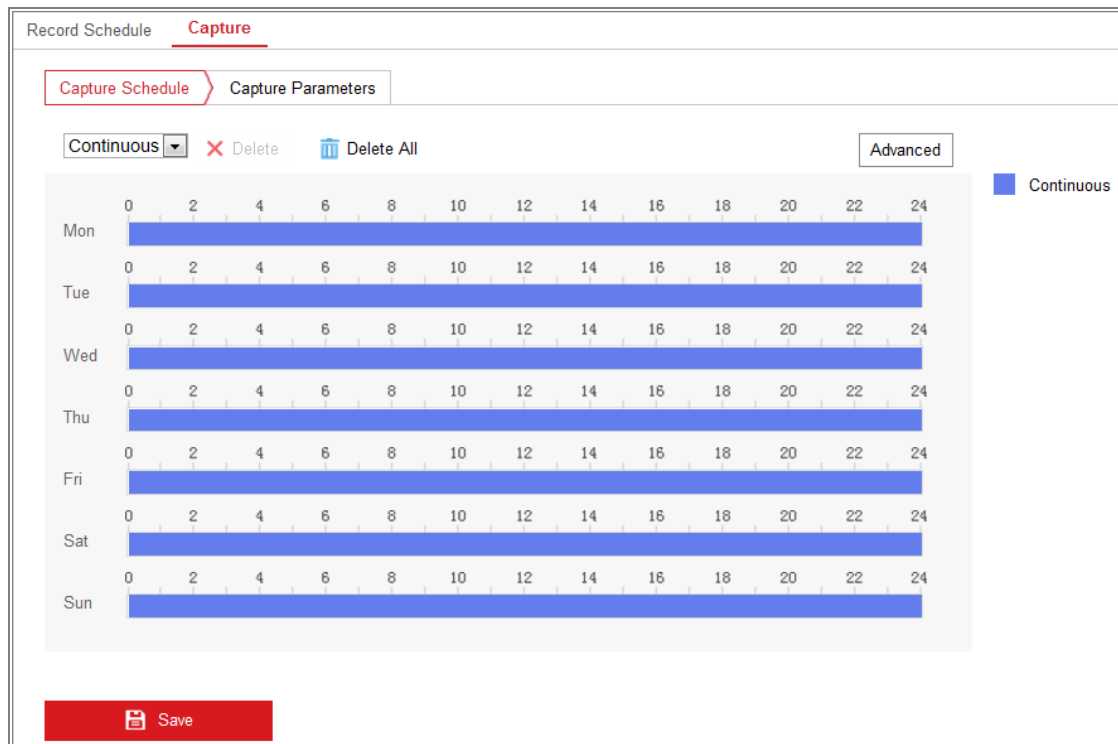 Record Schedule Capture
Capture Schedule Capture Parameters
Continuous Delete Delete All Advanced
Continuous
0 2 4 6 8 10 12 14 16 18 20 22 24
Mon
0 2 4 6 8 10 12 14 16 18 20 22 24
Tue
0 2 4 6 8 10 12 14 16 18 20 22 24
Wed
0 2 4 6 8 10 12 14 16 18 20 22 24
Thu
0 2 4 6 8 10 12 14 16 18 20 22 24
Fri
0 2 4 6 8 10 12 14 16 18 20 22 24
Sat
0 2 4 6 8 10 12 14 16 18 20 22 24
Sun
Save